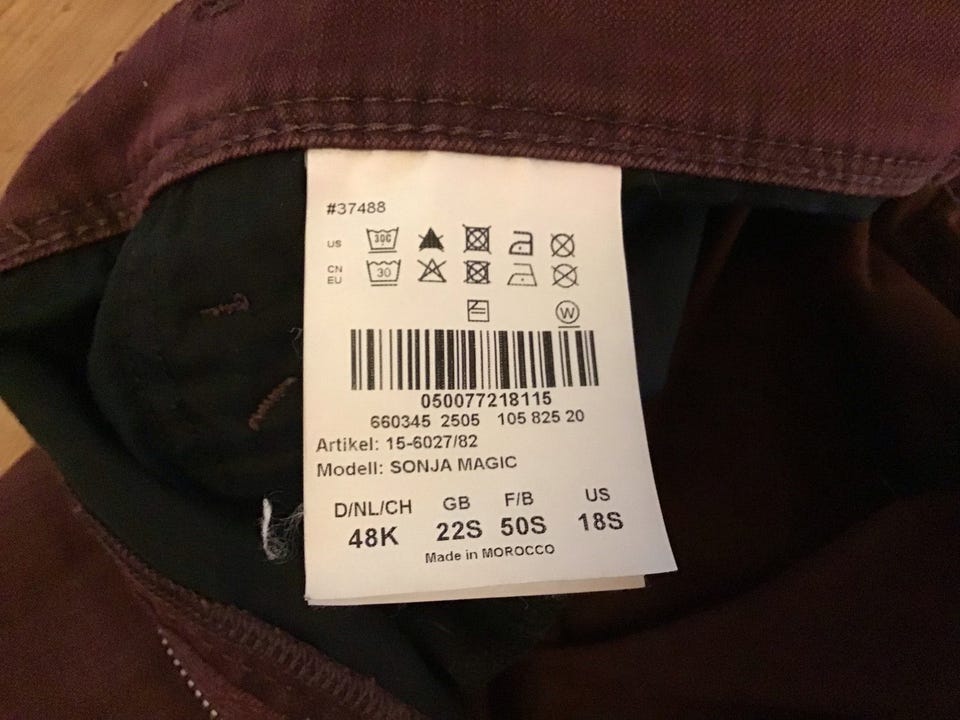 #37488
US 30C
CN
EU 30
W
050077218115
660345 2505 105 825 20
Artikel: 15-6027/82
Modell: SONJA MAGIC
D/NL/CH GB F/B US
48K 22S 50S 18S
Made in MOROCCO